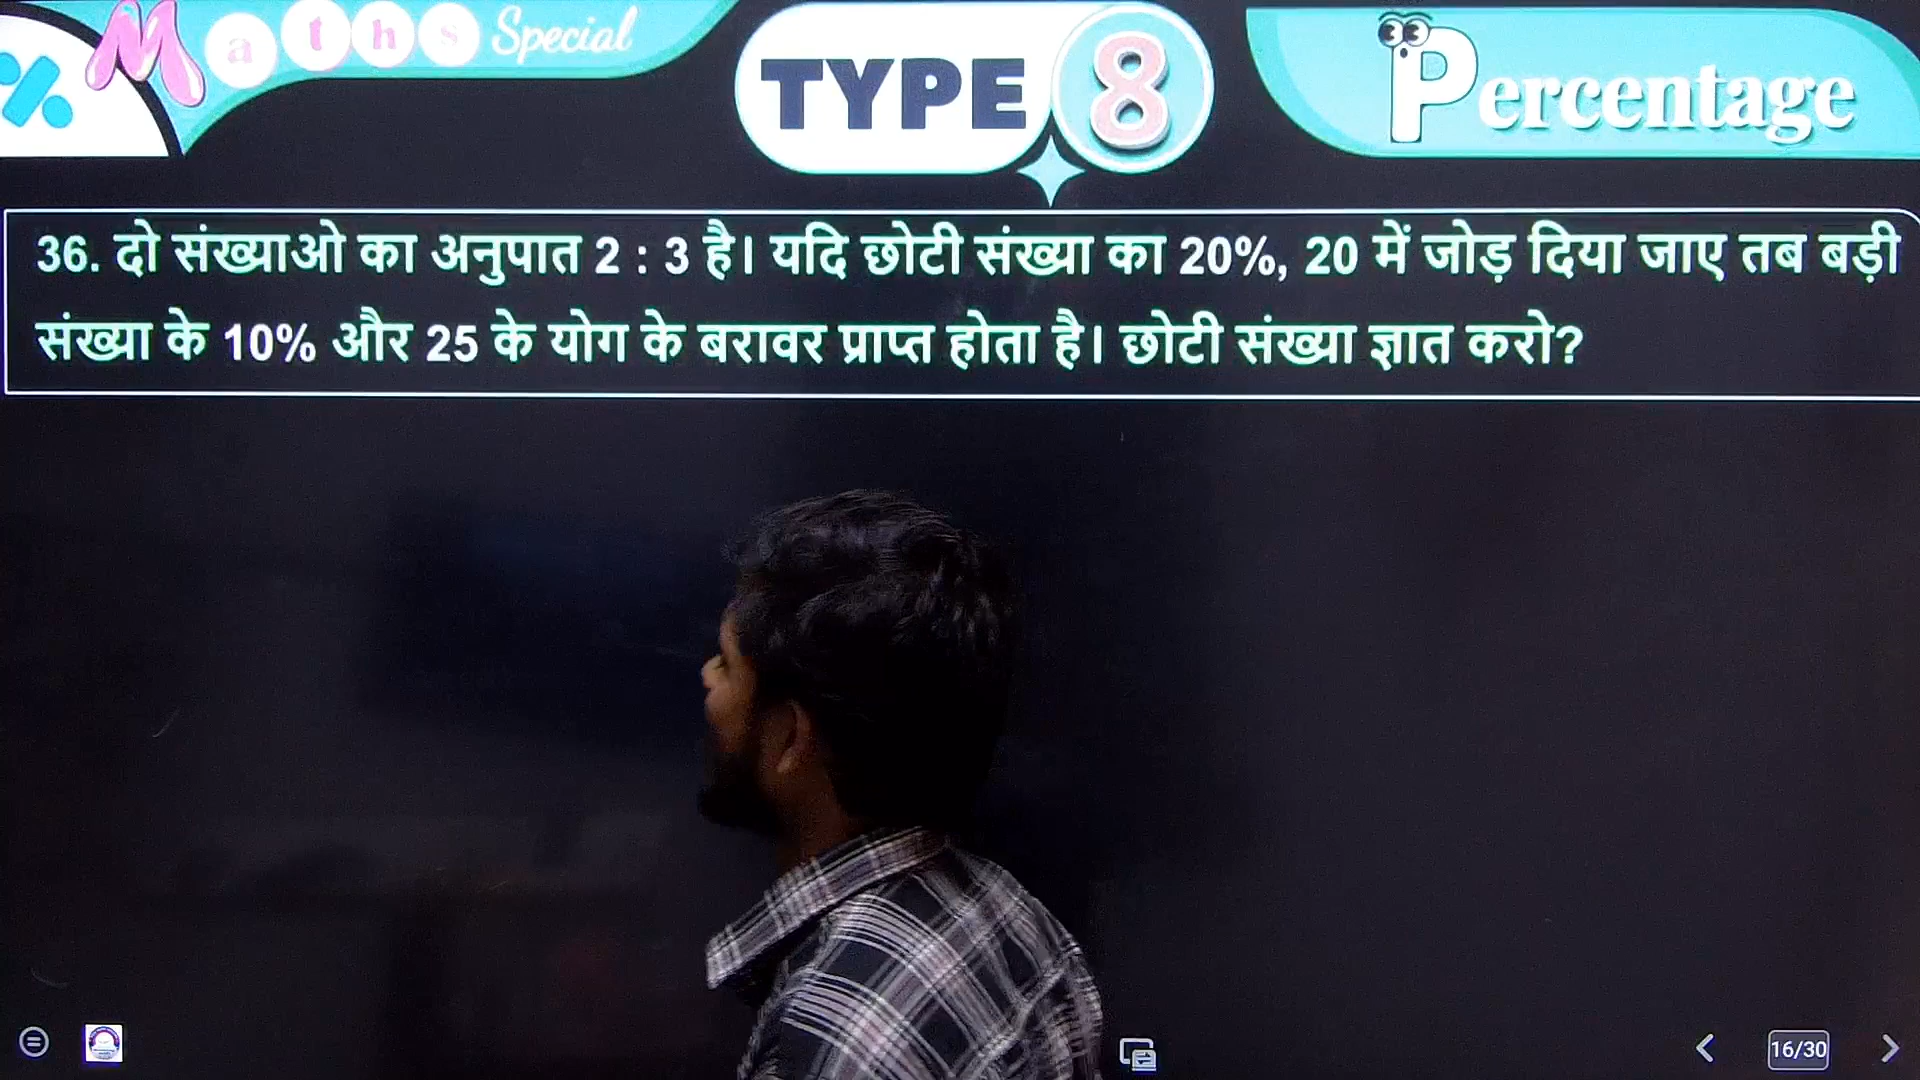 Maths Special
TYPE 8
Percentage
36. दो संख्याओ का अनुपात 2 : 3 है। यदि छोटी संख्या का 20%, 20 में जोड़ दिया जाए तब बड़ी
संख्या के 10% और 25 के योग के बरावर प्राप्त होता है। छोटी संख्या ज्ञात करो?
16/30